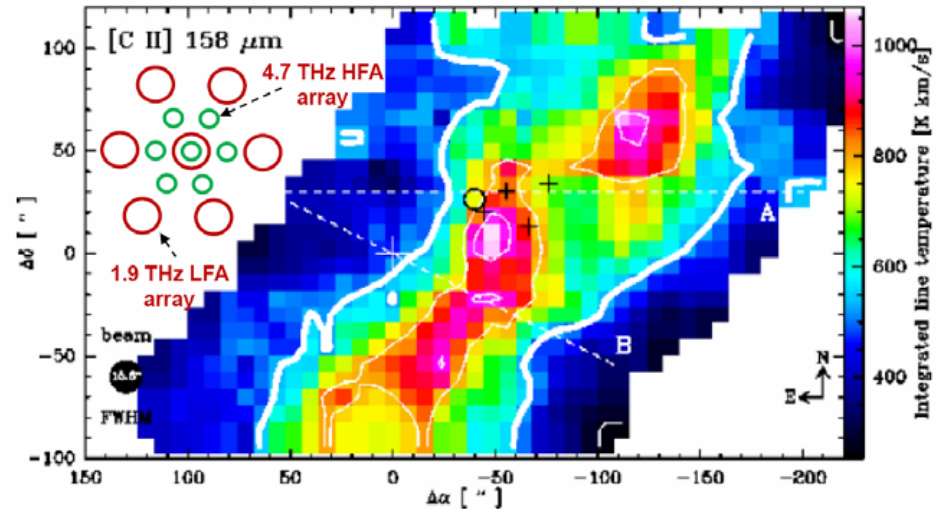 [C II] 158 μm
4.7 THz HFA
array
1.9 THz LFA
array
beam
FWHM
A
B
N
E
100
50
0
-50
-100
150
100
50
0
-50
-100
-150
-200
Δδ [ " ]
Δα [ " ]
1000
800
600
400
Integrated line temperature [K km/s]